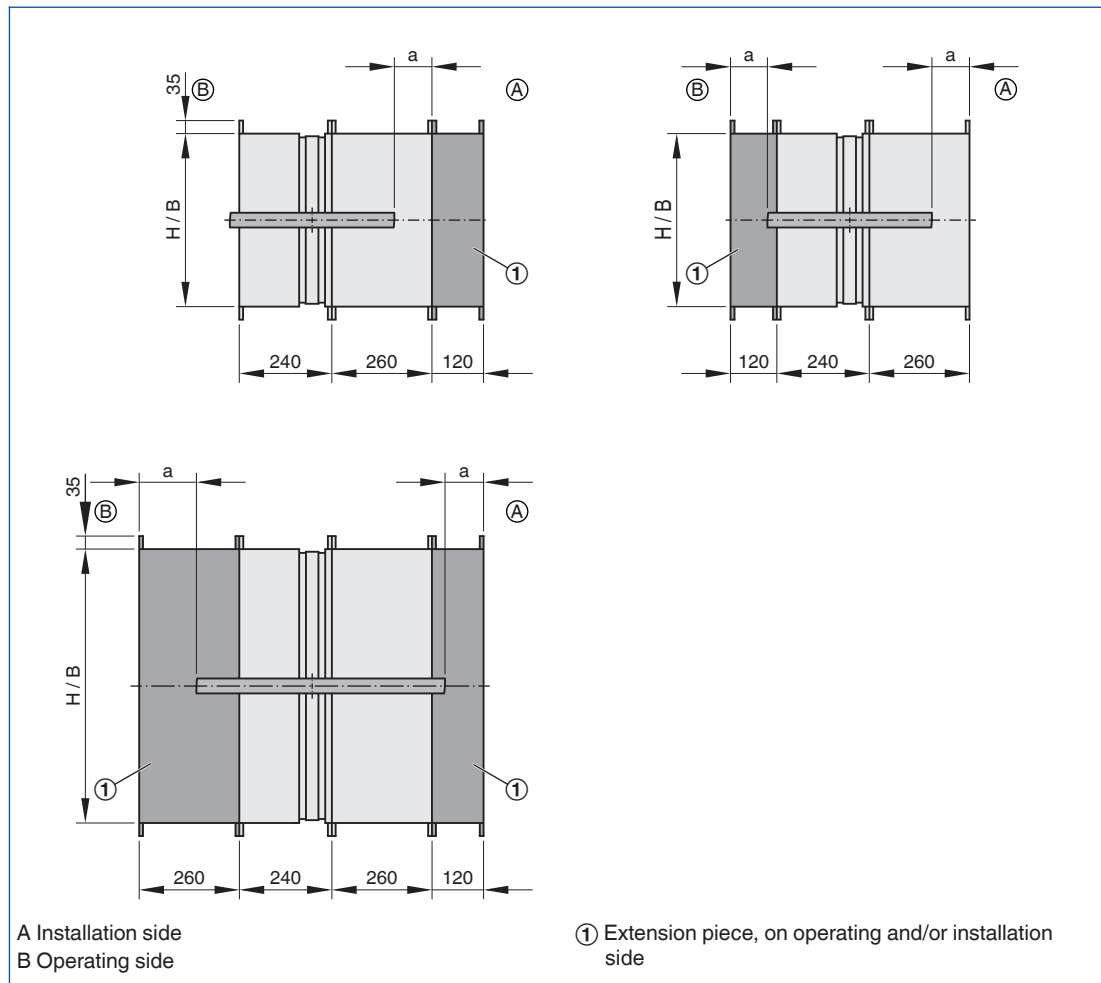 a
35
B
A
H / B
1
240 260 120
a a
B A
H / B
1
120 240 260
a a
35
B
A
H / B
1
1
260 240 260 120
A Installation side
B Operating side
1 Extension piece, on operating and/or installation
side